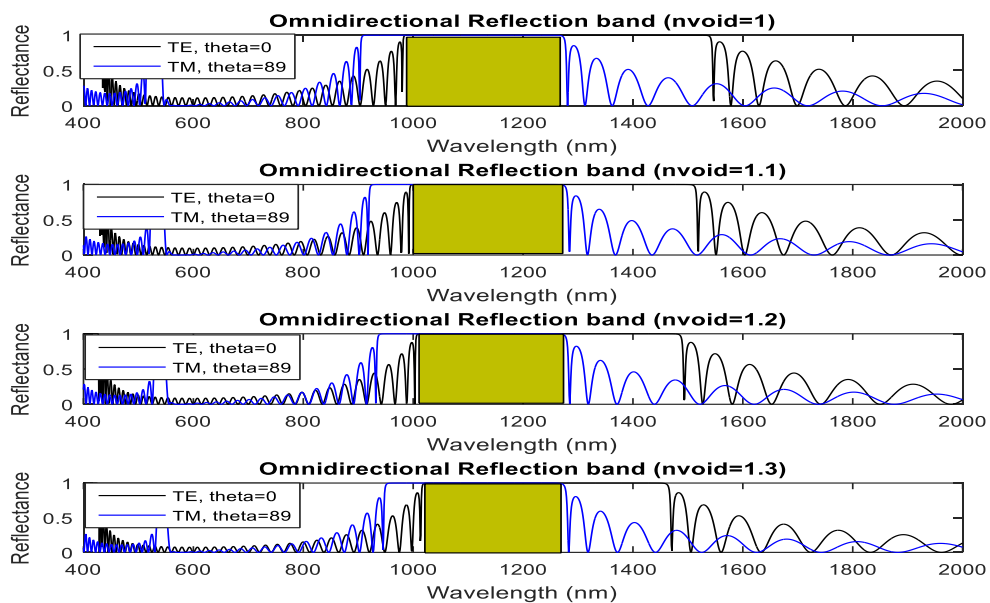 Omnidirectional Reflection band (nvoid=1)
Reflectance
1
0.5
0
TE, theta=0
TM, theta=89
400 600 800 1000 1200 1400 1600 1800 2000
Wavelength (nm)
Omnidirectional Reflection band (nvoid=1.1)
Reflectance
1
0.5
0
TE, theta=0
TM, theta=89
400 600 800 1000 1200 1400 1600 1800 2000
Wavelength (nm)
Omnidirectional Reflection band (nvoid=1.2)
Reflectance
1
0.5
0
TE, theta=0
TM, theta=89
400 600 800 1000 1200 1400 1600 1800 2000
Wavelength (nm)
Omnidirectional Reflection band (nvoid=1.3)
Reflectance
1
0.5
0
TE, theta=0
TM, theta=89
400 600 800 1000 1200 1400 1600 1800 2000
Wavelength (nm)